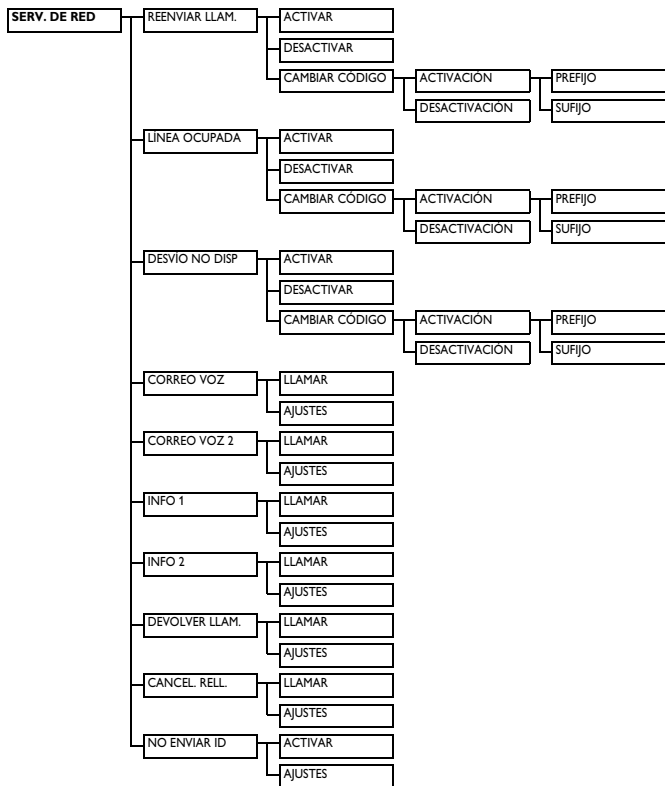 SERV. DE RED REENVIAR LLAM. ACTIVAR
DESACTIVAR
CAMBIAR CÓDIGO ACTIVACIÓN PREFIJO
DESACTIVACIÓN SUFIJO
LÍNEA OCUPADA ACTIVAR
DESACTIVAR
CAMBIAR CÓDIGO ACTIVACIÓN PREFIJO
DESACTIVACIÓN SUFIJO
DESVÍO NO DISP ACTIVAR
DESACTIVAR
CAMBIAR CÓDIGO ACTIVACIÓN PREFIJO
DESACTIVACIÓN SUFIJO
CORREO VOZ LLAMAR
AJUSTES
CORREO VOZ 2 LLAMAR
AJUSTES
INFO 1 LLAMAR
AJUSTES
INFO 2 LLAMAR
AJUSTES
DEVOLVER LLAM. LLAMAR
AJUSTES
CANCEL. RELL. LLAMAR
AJUSTES
NO ENVIAR ID ACTIVAR
AJUSTES